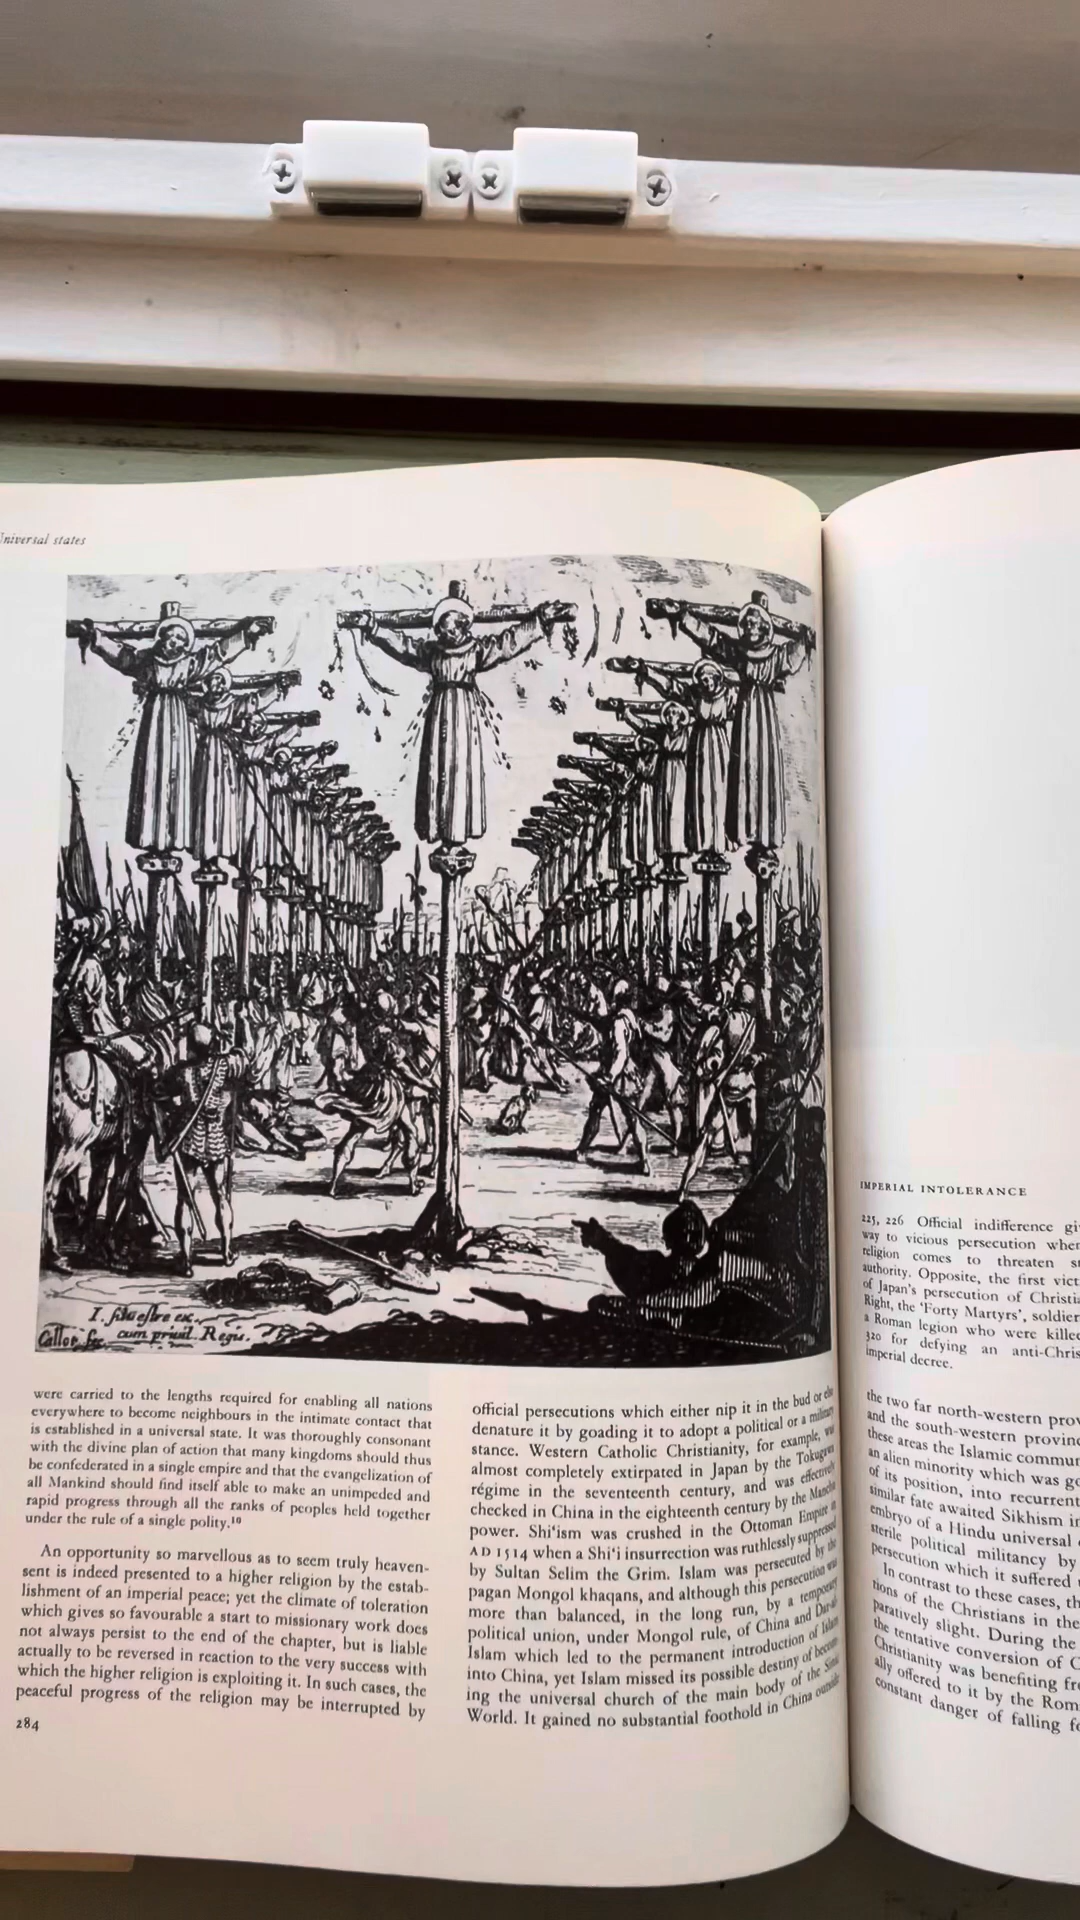 Universal states
I. siluestre ex.
Callot fec. cum privil. Regis.
were carried to the lengths required for enabling all nations
everywhere to become neighbours in the intimate contact that
is established in a universal state. It was thoroughly consonant
with the divine plan of action that many kingdoms should thus
be confederated in a single empire and that the evangelization of
all Mankind should find itself able to make an unimpeded and
rapid progress through all the ranks of peoples held together
under the rule of a single polity.¹⁰
An opportunity so marvellous as to seem truly heaven-
sent is indeed presented to a higher religion by the estab-
lishment of an imperial peace; yet the climate of toleration
which gives so favourable a start to missionary work does
not always persist to the end of the chapter, but is liable
actually to be reversed in reaction to the very success with
which the higher religion is exploiting it. In such cases, the
peaceful progress of the religion may be interrupted by
284
official persecutions which either nip it in the bud or else
denature it by goading it to adopt a political or a military
stance. Western Catholic Christianity, for example, was
almost completely extirpated in Japan by the Tokugawa
régime in the seventeenth century, and was effectively
checked in China in the eighteenth century by the Manchu
power. Shi'ism was crushed in the Ottoman Empire in
AD 1514 when a Shi'i insurrection was ruthlessly suppressed
by Sultan Selim the Grim. Islam was persecuted by the
pagan Mongol khaqans, and although this persecution was
more than balanced, in the long run, by a temporary
political union, under Mongol rule, of China and Dar-al-
Islam which led to the permanent introduction of Islam
into China, yet Islam missed its possible destiny of becom-
ing the universal church of the main body of the Sinic
World. It gained no substantial foothold in China outside
IMPERIAL INTOLERANCE
225, 226 Official indifference
way to vicious persecution when
religion comes to threaten
authority. Opposite, the first
of Japan's persecution of
Right, the 'Forty Martyrs',
a Roman legion who were
320 for defying an
imperial decree.
the two far north-western
and the south-western
these areas the Islamic
an alien minority which was
of its position, into
similar fate awaited Sikhism
embryo of a Hindu universal
sterile political militancy by
persecution which it suffered
In contrast to these cases,
of the Christians in the
paratively slight. During the
the tentative conversion of
Christianity was benefiting
ally offered to it by the
constant danger of falling